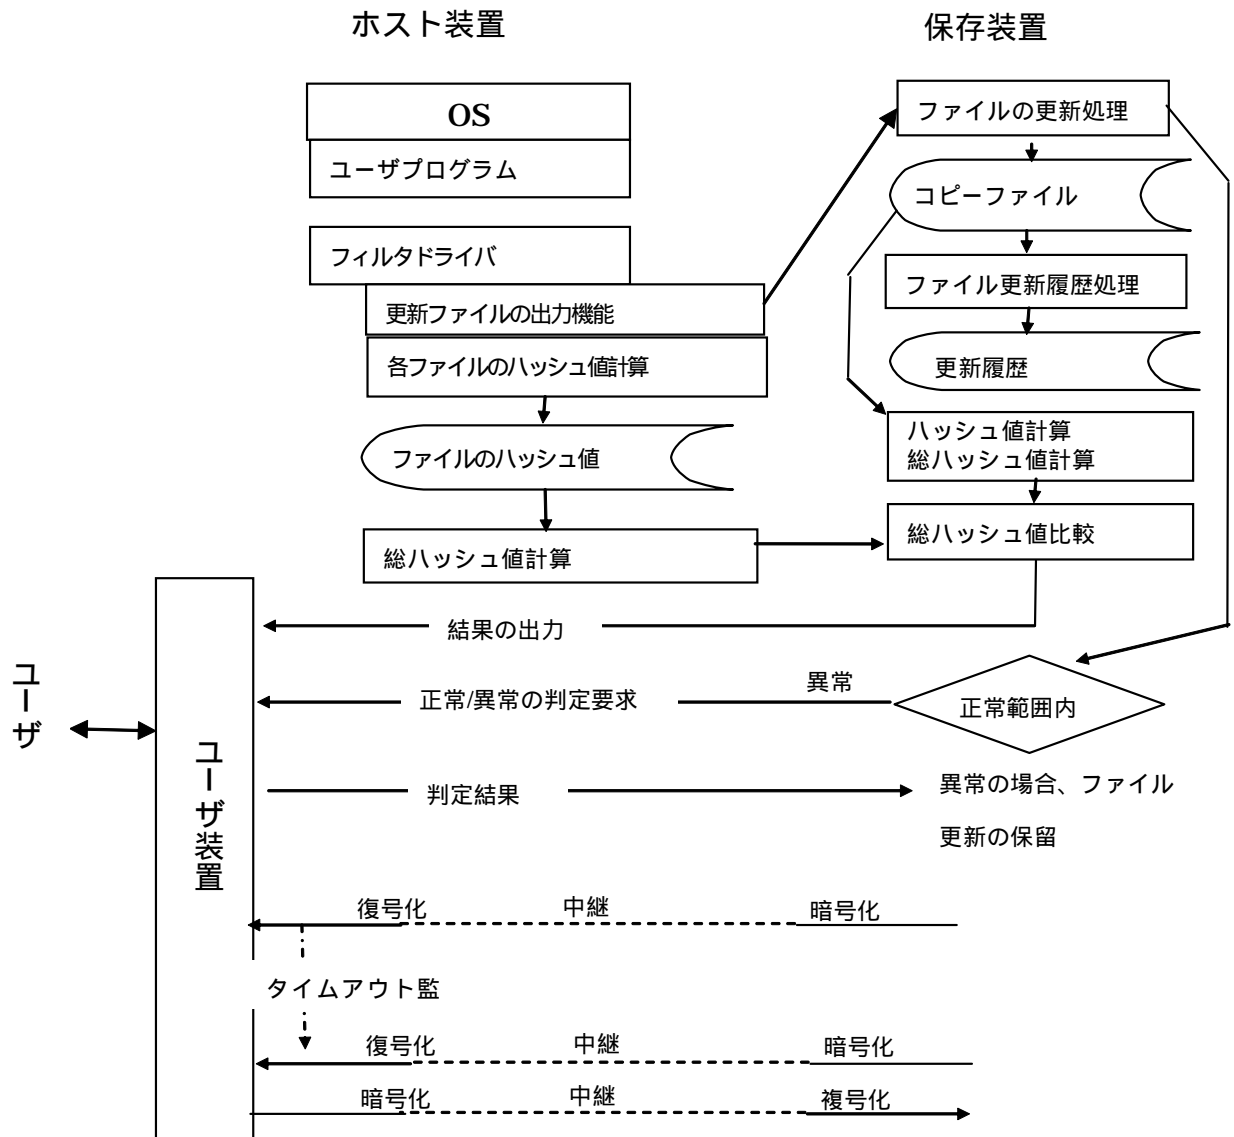 ホスト装置
保存装置
OS
ユーザプログラム
フィルタドライバ
更新ファイルの出力機能
各ファイルのハッシュ値計算
ファイルのハッシュ値
総ハッシュ値計算
ファイルの更新処理
コピーファイル
ファイル更新履歴処理
更新履歴
ハッシュ値計算
総ハッシュ値計算
総ハッシュ値比較
結果の出力
異常
正常/異常の判定要求
正常範囲内
ユーザ
ユーザ装置
判定結果
異常の場合、ファイル
更新の保留
復号化
中継
暗号化
タイムアウト監
復号化
中継
暗号化
暗号化
中継
複号化